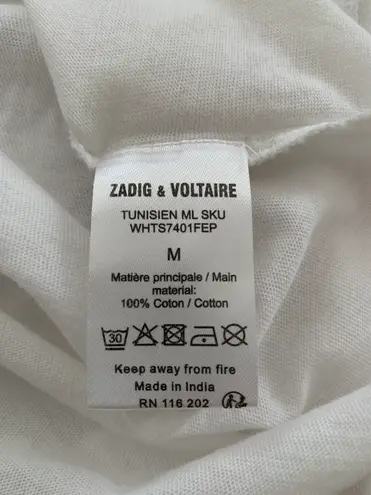 ZADIG & VOLTAIRE
TUNISIEN ML SKU
WHTS7401FEP
M
Matière principale / Main
material:
100% Coton / Cotton
30
Keep away from fire
Made in India
RN 116 202